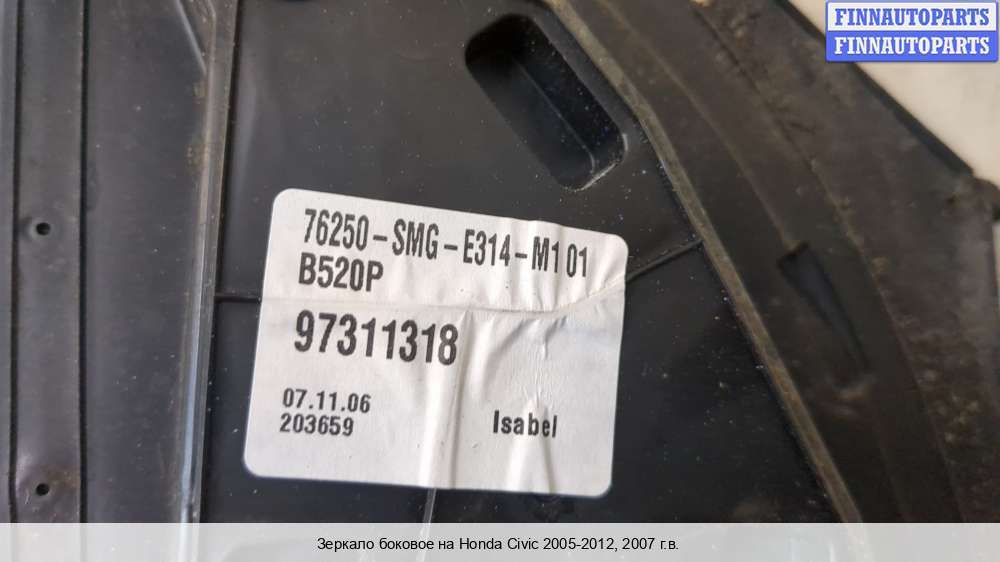 FINNAUTOPARTS
FINNAUTOPARTS
76250-SMG-E314-M1 01
B520P
97311318
07.11.06
203659
Isabel
Зеркало боковое на Honda Civic 2005-2012, 2007 г.в.